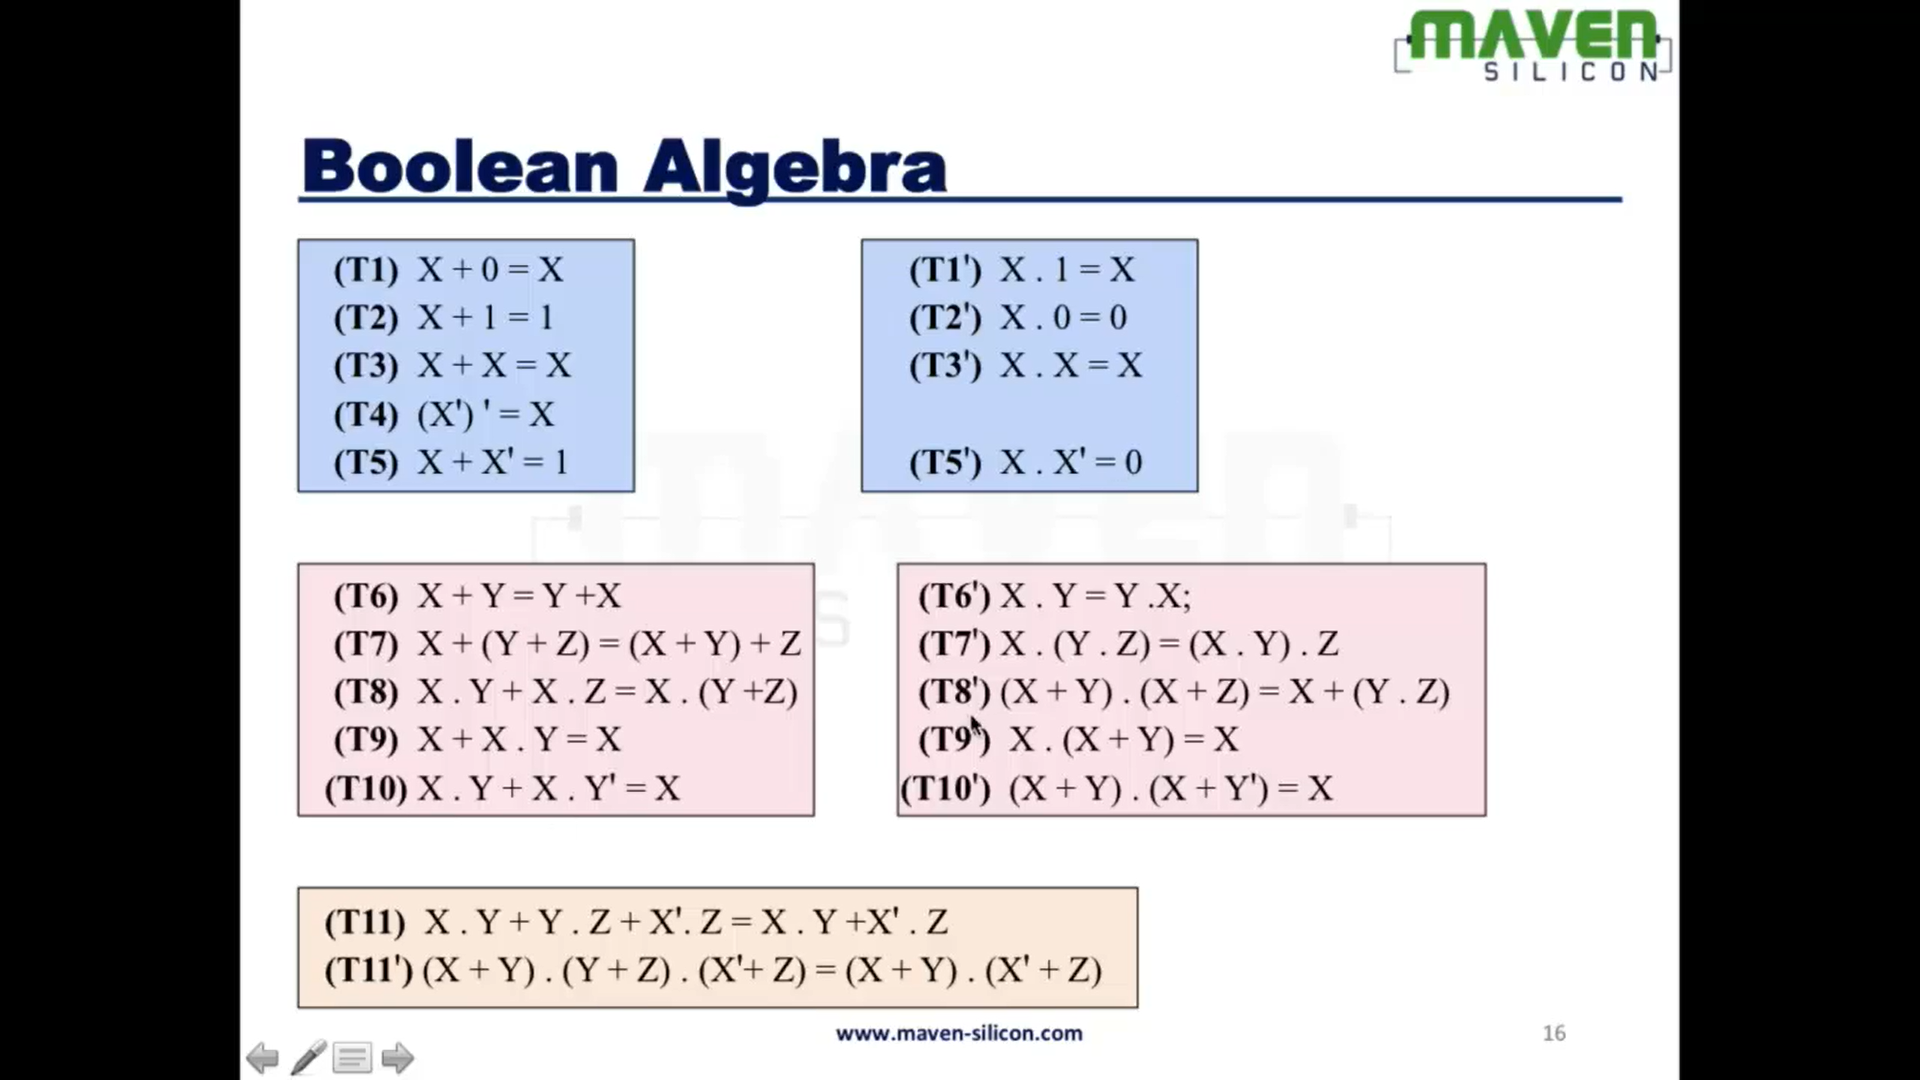 MAVEN
SILICON
Boolean Algebra
(T1) X + 0 = X
(T2) X + 1 = 1
(T3) X + X = X
(T4) (X') ' = X
(T5) X + X' = 1
(T1') X . 1 = X
(T2') X . 0 = 0
(T3') X . X = X
(T5') X . X' = 0
(T6) X + Y = Y +X
(T7) X + (Y + Z) = (X + Y) + Z
(T8) X . Y + X . Z = X . (Y +Z)
(T9) X + X . Y = X
(T10) X . Y + X . Y' = X
(T6') X . Y = Y .X;
(T7') X . (Y . Z) = (X . Y) . Z
(T8') (X + Y) . (X + Z) = X + (Y . Z)
(T9') X . (X + Y) = X
(T10') (X + Y) . (X + Y') = X
(T11) X . Y + Y . Z + X'. Z = X . Y +X' . Z
(T11') (X + Y) . (Y + Z) . (X'+ Z) = (X + Y) . (X' + Z)
www.maven-silicon.com
16